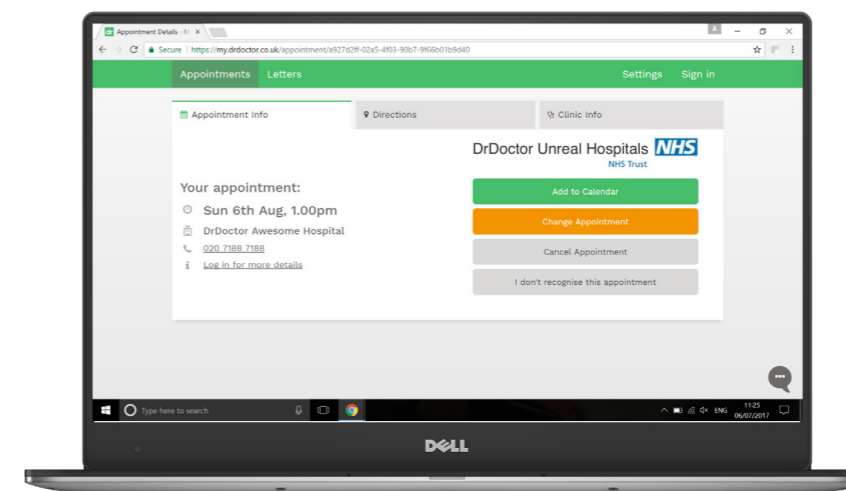 Appointment Details - M
Secure | https://my.drdoctor.co.uk/appointment/a927d2ff-02a5-4f03-90b7-9f66b01b9d40
Appointments Letters Settings Sign in
Appointment Info Directions Clinic Info
DrDoctor Unreal Hospitals NHS
NHS Trust
Your appointment:
Sun 6th Aug, 1.00pm
DrDoctor Awesome Hospital
020 7188 7188
Log in for more details
Add to Calendar
Change Appointment
Cancel Appointment
I don't recognise this appointment
Type here to search ENG 11:25
06/07/2017
DELL